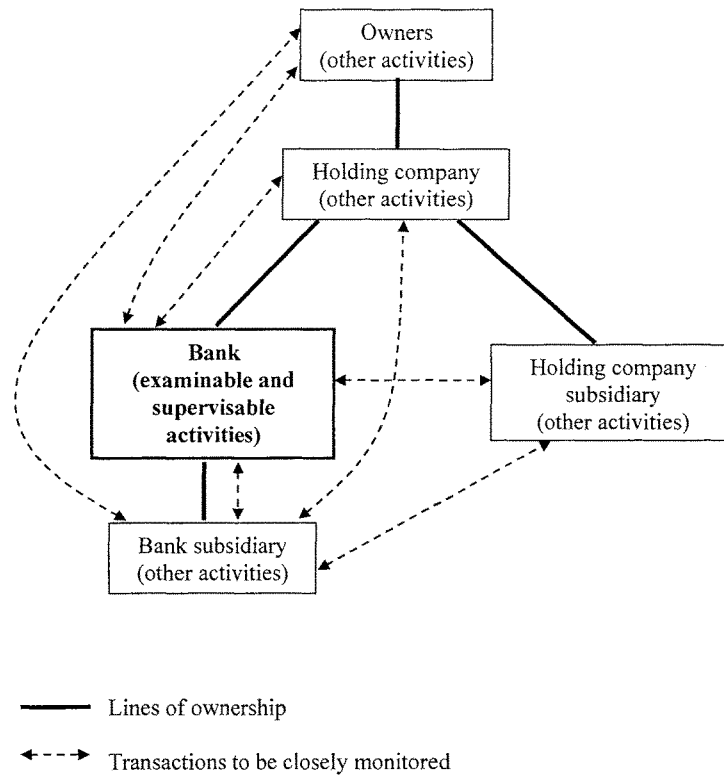 Owners
(other activities)
Holding company
(other activities)
Bank
(examinable and
supervisable
activities)
Holding company
subsidiary
(other activities)
Bank subsidiary
(other activities)
Lines of ownership
Transactions to be closely monitored